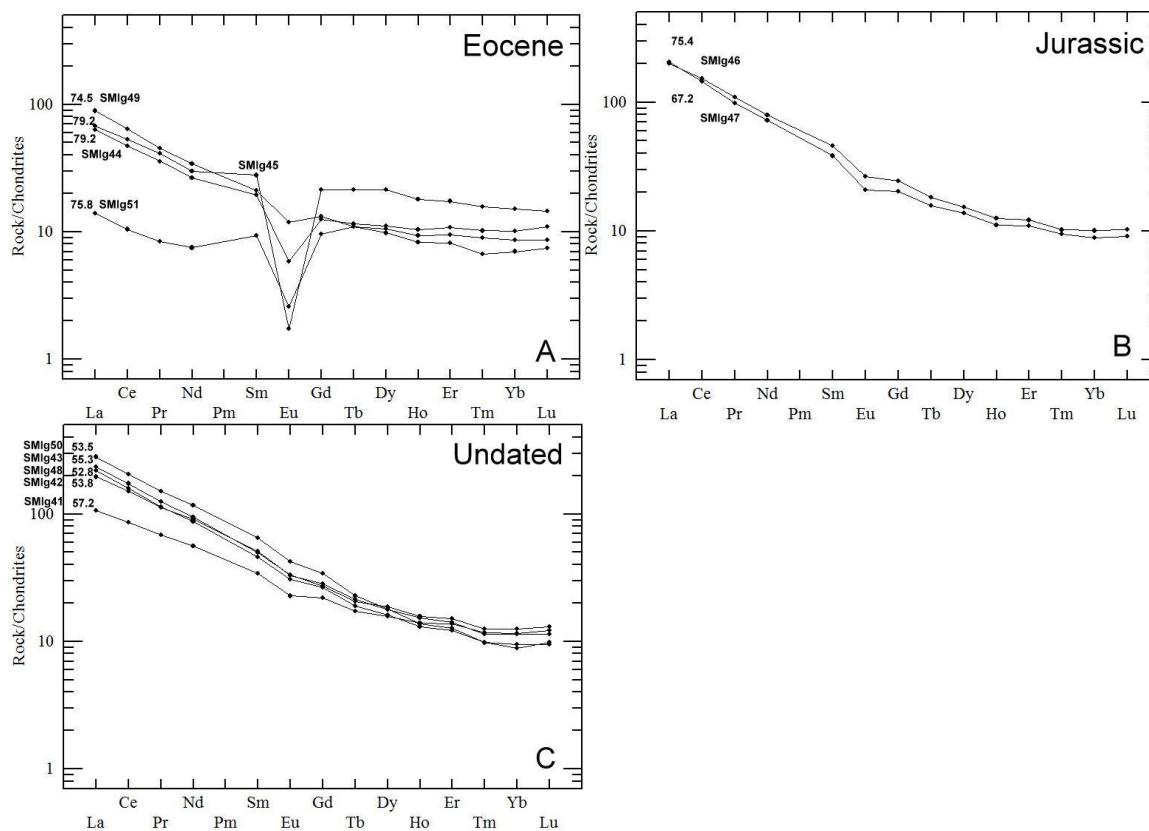 Eocene
Rock/Chondrites
100
10
1
74.5 SMIg49
79.2
79.2
SMIg44
SMIg45
75.8 SMIg51
A
Ce Nd Sm Gd Dy Er Yb
La Pr Pm Eu Tb Ho Tm Lu
Jurassic
Rock/Chondrites
100
10
1
75.4
SMIg46
67.2
SMIg47
B
Ce Nd Sm Gd Dy Er Yb
La Pr Pm Eu Tb Ho Tm Lu
Undated
Rock/Chondrites
100
10
1
SMIg50 53.5
SMIg43 55.3
SMIg48 52.8
SMIg42 53.8
SMIg41 57.2
C
Ce Nd Sm Gd Dy Er Yb
La Pr Pm Eu Tb Ho Tm Lu